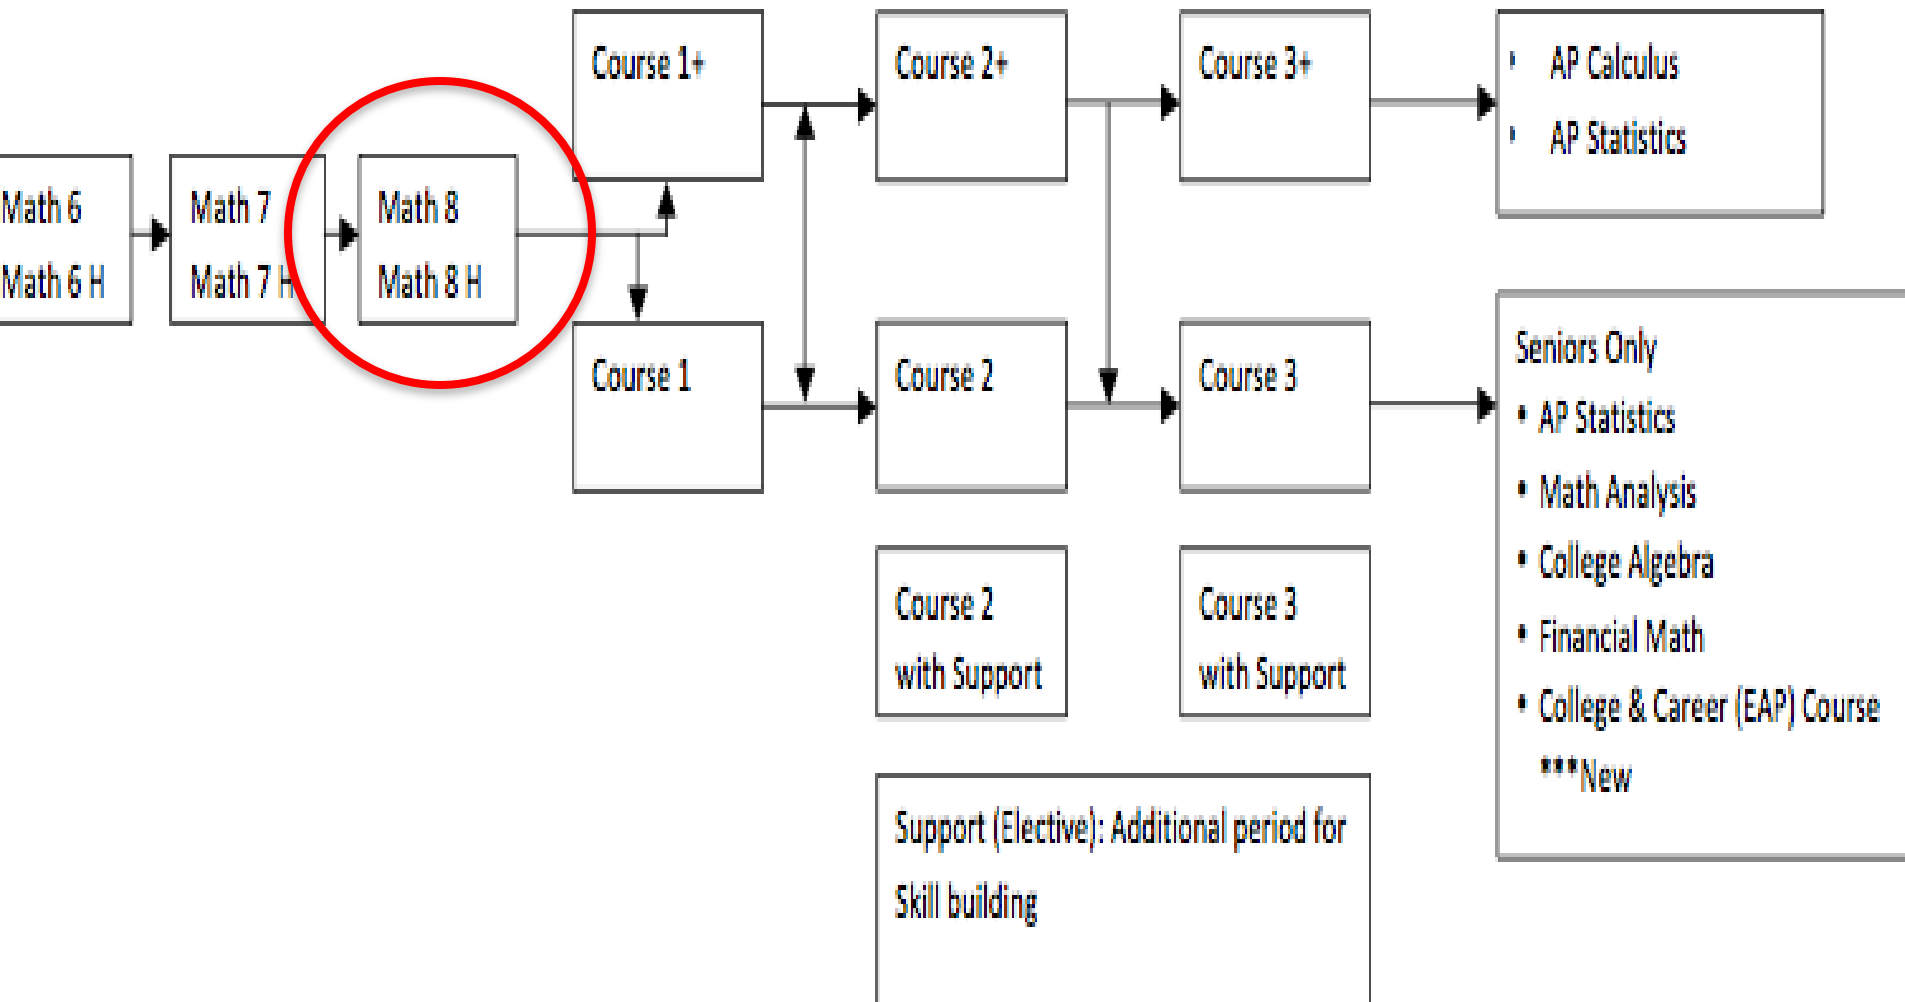 Math 6
Math 6 H
Math 7
Math 7 H
Math 8
Math 8 H
Course 1+
Course 2+
Course 3+
AP Calculus
AP Statistics
Course 1
Course 2
Course 3
Course 2
with Support
Course 3
with Support
Support (Elective): Additional period for
Skill building
Seniors Only
• AP Statistics
• Math Analysis
• College Algebra
• Financial Math
• College & Career (EAP) Course
***New